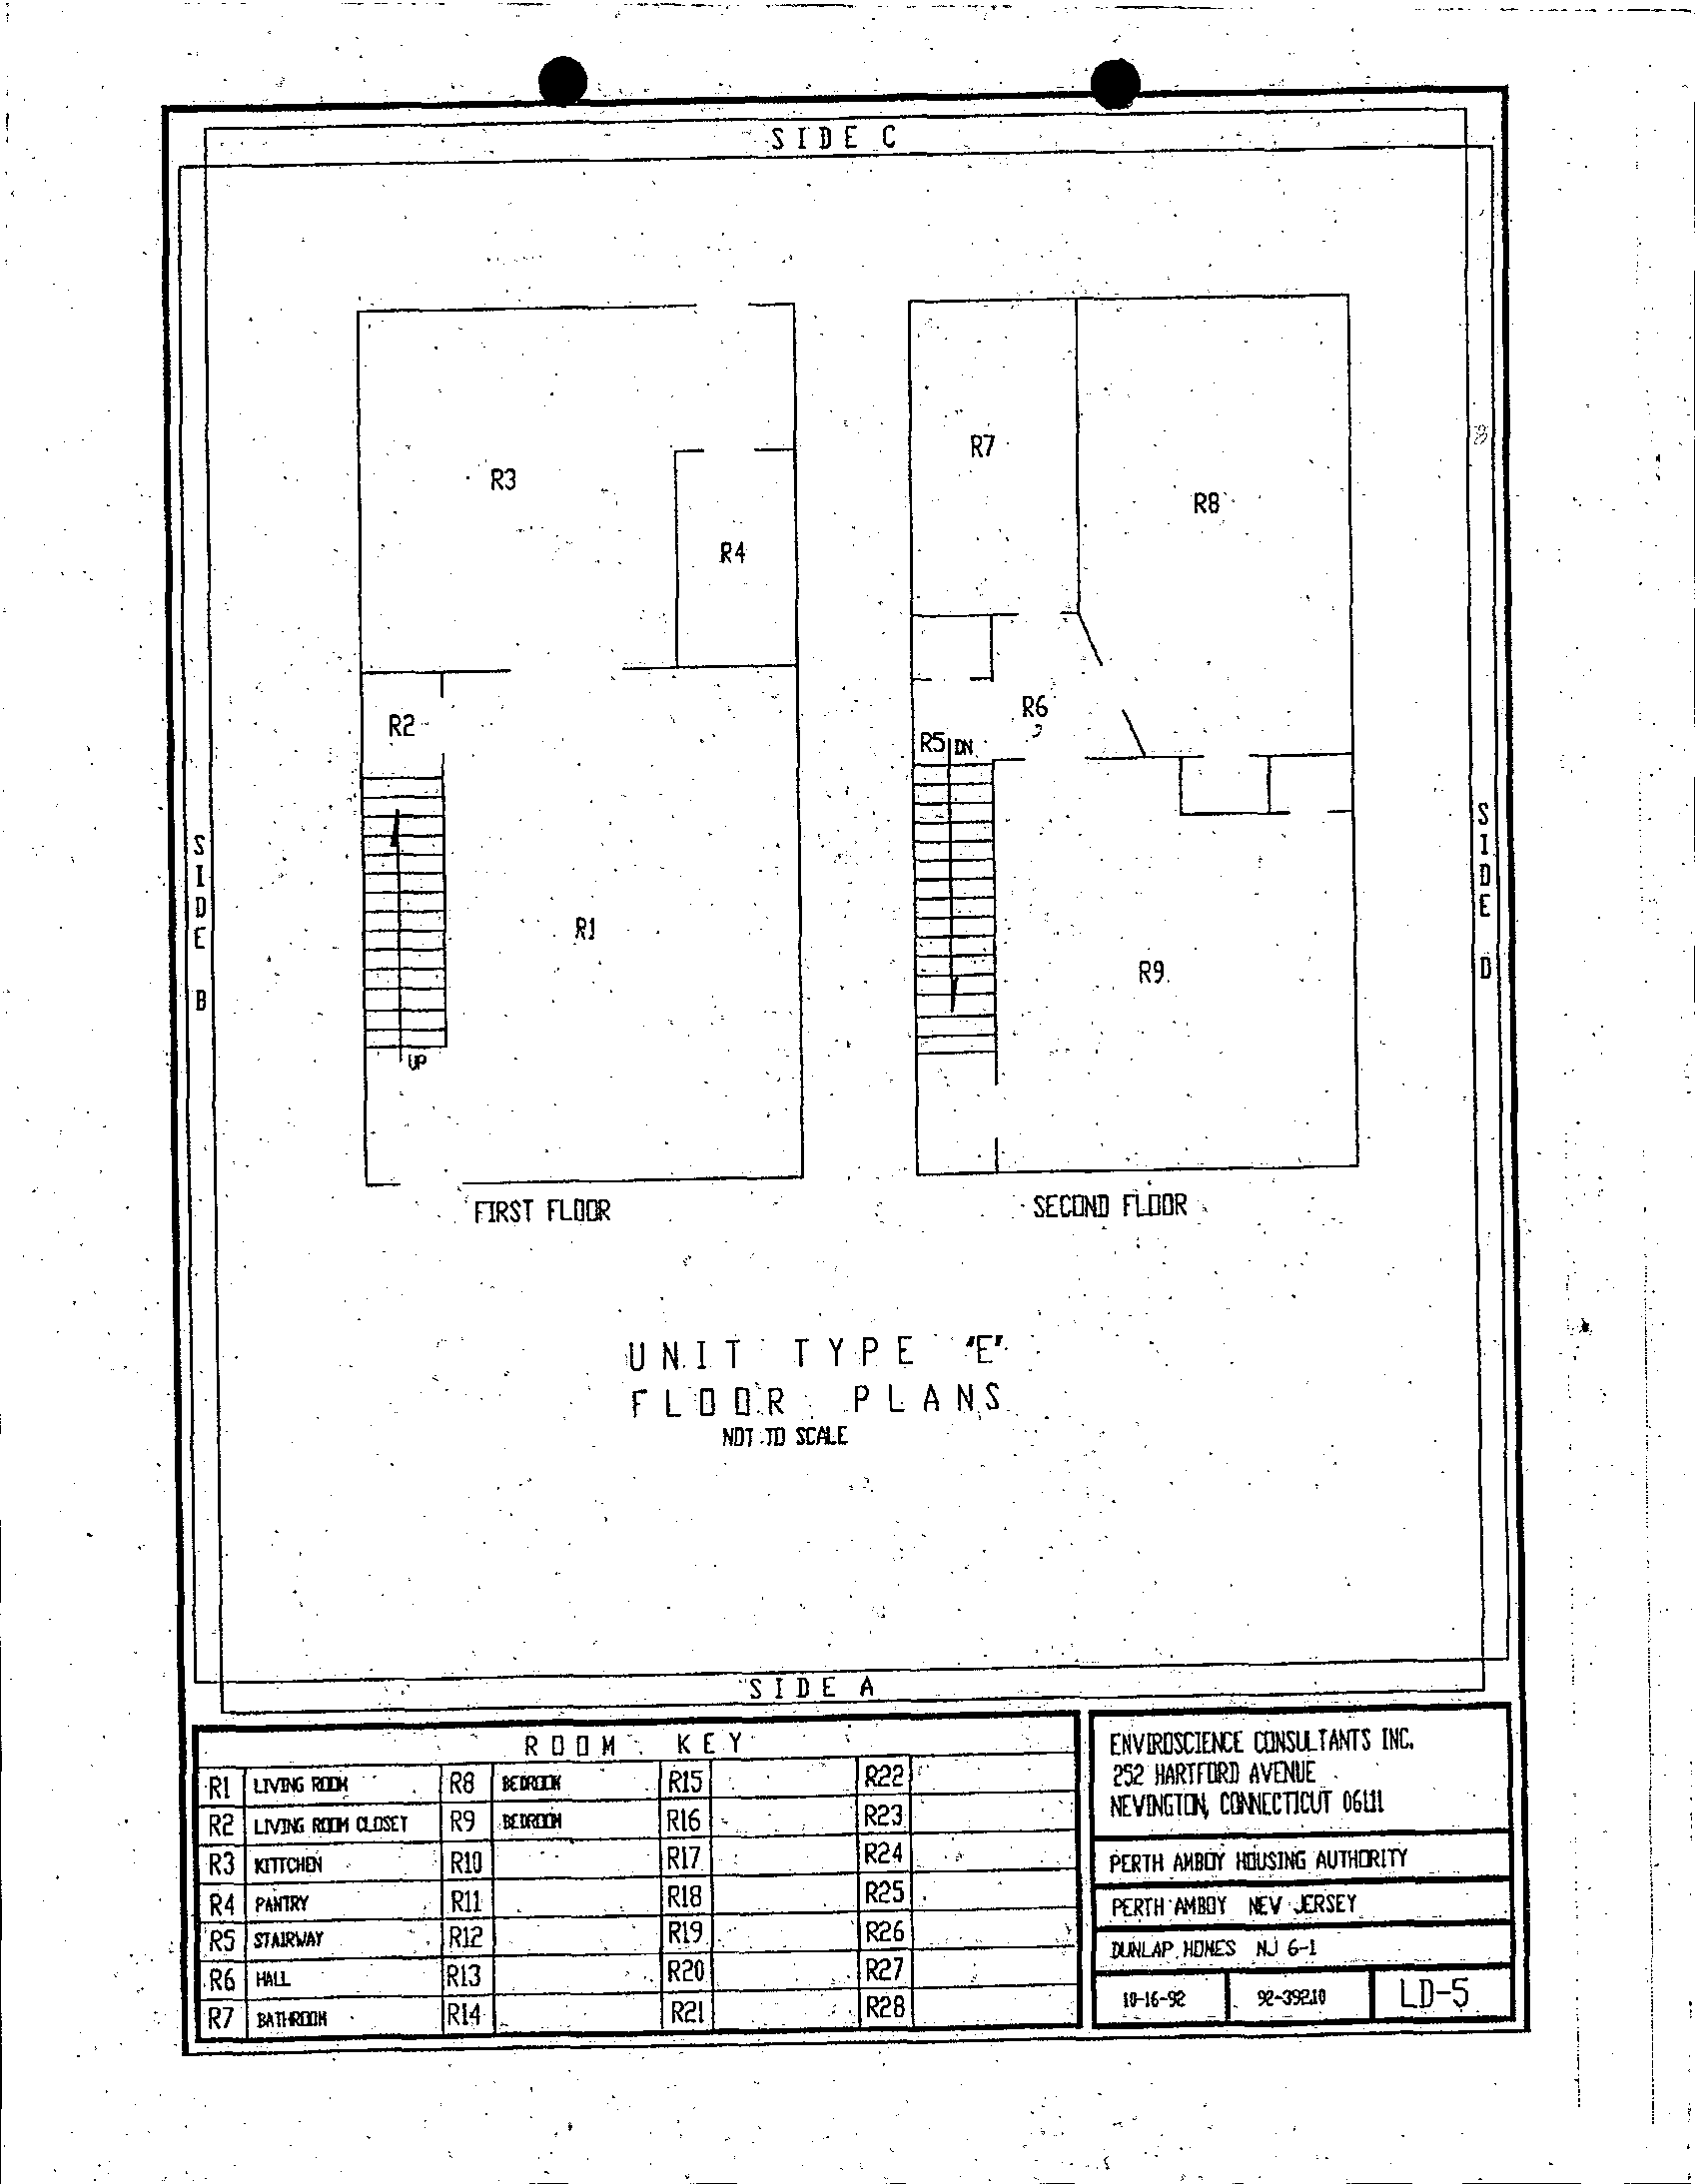 SIDE C
R3
R4
R7
R8
R2
R6
R5
DN
SIDE B
SIDE D
R1
R9
UP
FIRST FLOOR
SECOND FLOOR
UNIT TYPE "E"
FLOOR PLANS
NOT TO SCALE
SIDE A
ROOM KEY
R1 LIVING ROOM R8 BEDROOM R15 R22
R2 LIVING ROOM CLOSET R9 BEDROOM R16 R23
R3 KITTCHEN R10 R17 R24
R4 PANTRY R11 R18 R25
R5 STAIRWAY R12 R19 R26
R6 HALL R13 R20 R27
R7 BATHROOM R14 R21 R28
ENVIROSCIENCE CONSULTANTS INC.
252 HARTFORD AVENUE
NEWINGTON, CONNECTICUT 06111
PERTH AMBOY HOUSING AUTHORITY
PERTH AMBOY NEW JERSEY
DUNLAP HOMES NJ 6-1
10-16-92 92-392.10 LD-5